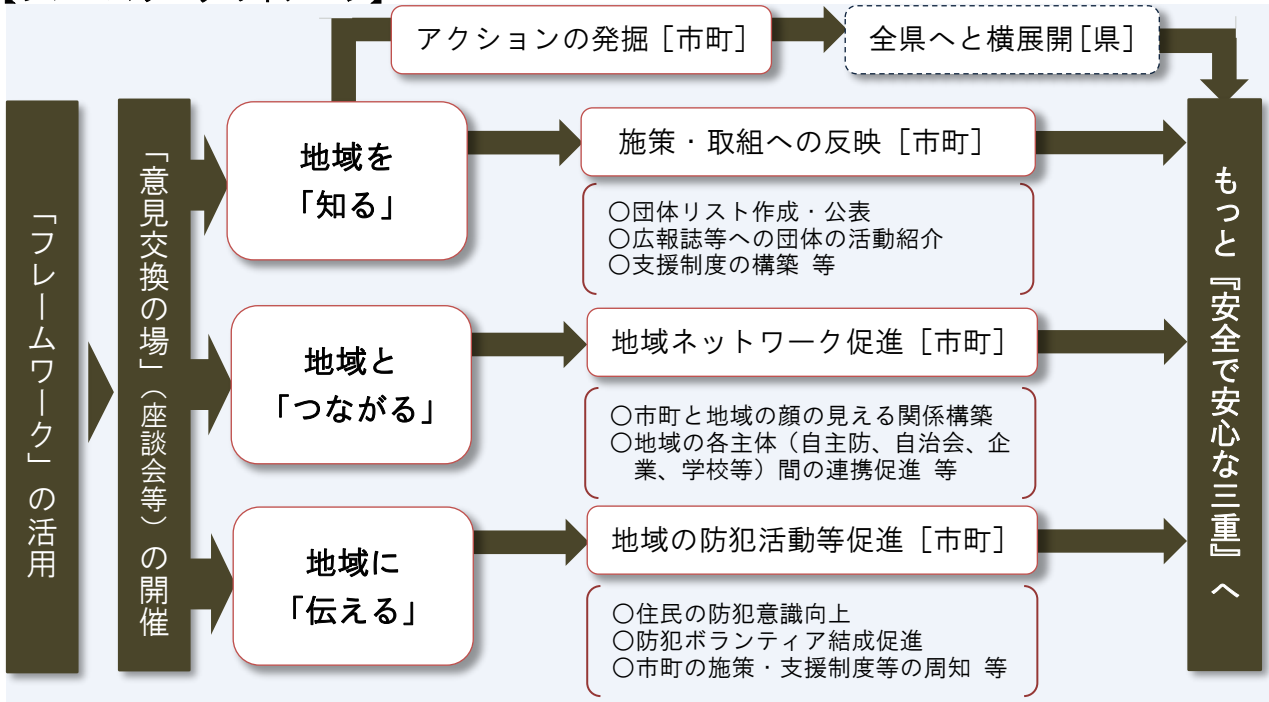 アクションの発掘［市町］
全県へと横展開［県］
「フレームワーク」の活用
「意見交換の場」（座談会等）の開催
地域を
「知る」
施策・取組への反映［市町］
〇団体リスト作成・公表
〇広報誌等への団体の活動紹介
〇支援制度の構築 等
地域と
「つながる」
地域ネットワーク促進［市町］
〇市町と地域の顔の見える関係構築
〇地域の各主体（自主防、自治会、企
業、学校等）間の連携促進 等
地域に
「伝える」
地域の防犯活動等促進［市町］
〇住民の防犯意識向上
〇防犯ボランティア結成促進
〇市町の施策・支援制度等の周知 等
もっと『安全で安心な三重』へ